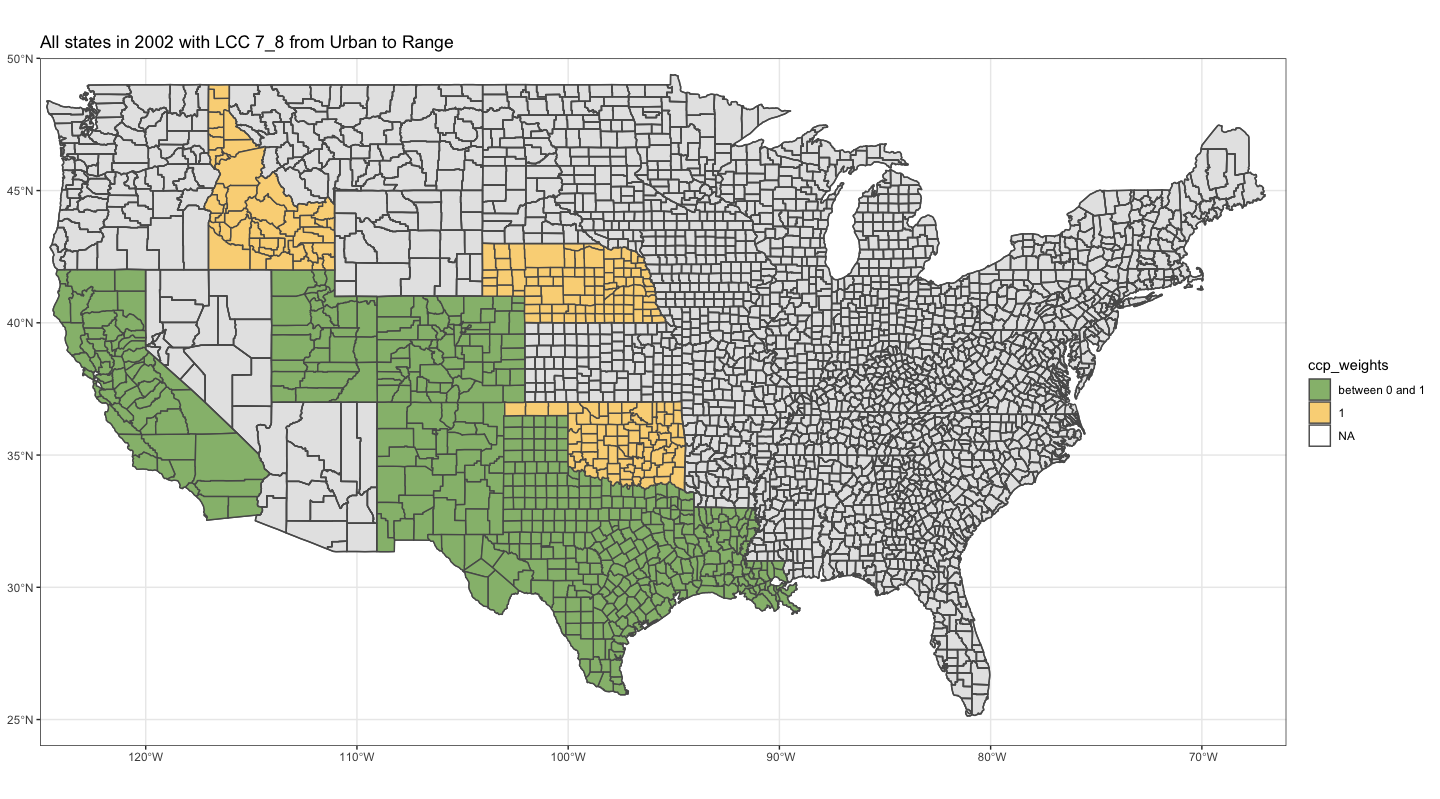 All states in 2002 with LCC 7_8 from Urban to Range
50°N
45°N
40°N
35°N
30°N
25°N
120°W
110°W
100°W
90°W
80°W
70°W
ccp_weights
between 0 and 1
1
NA